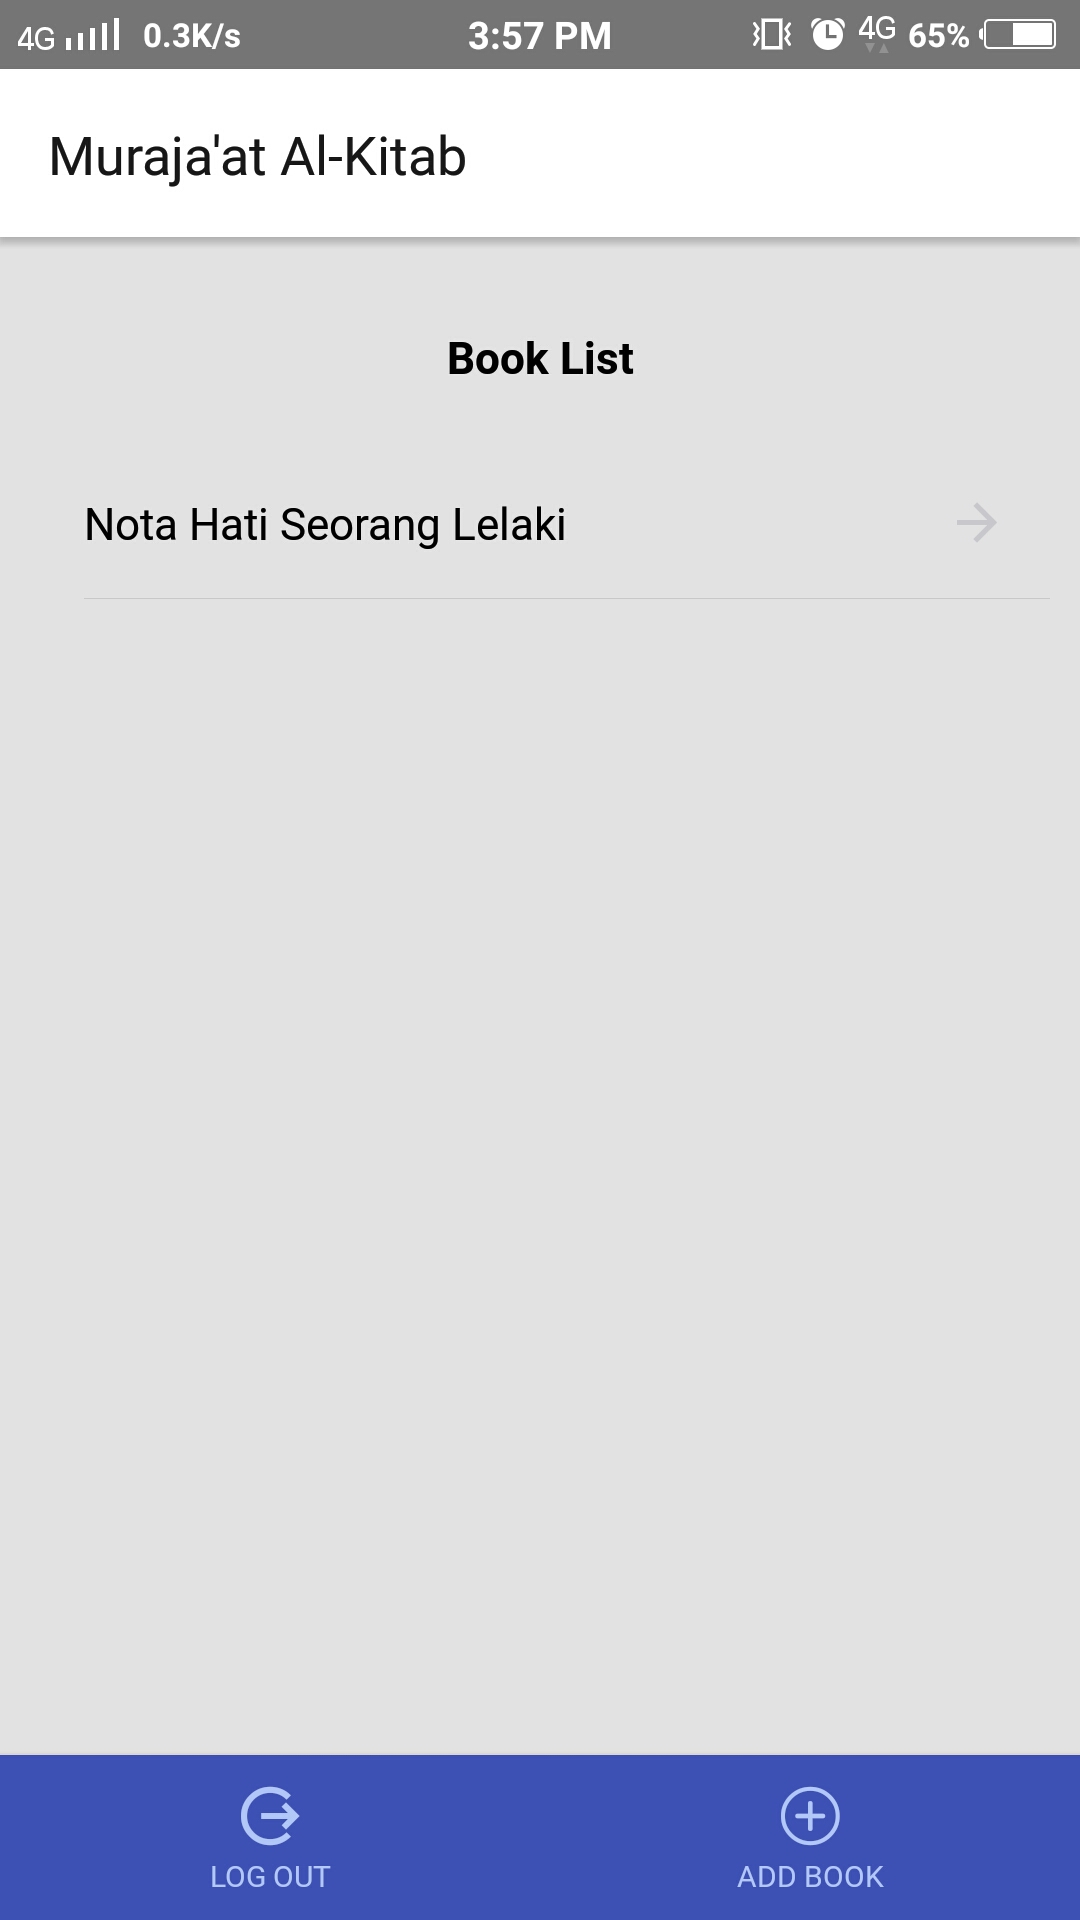 4G 0.3K/s 3:57 PM 4G 65%
Muraja'at Al-Kitab
Book List
Nota Hati Seorang Lelaki
LOG OUT ADD BOOK